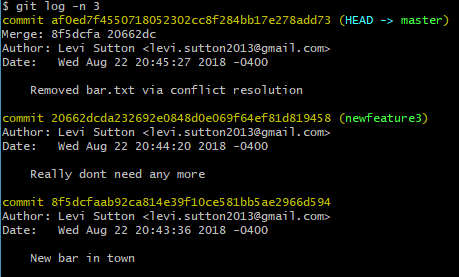 $ git log -n 3
commit af0ed7f4550718052302cc8f284bb17e278add73 (HEAD -> master)
Merge: 8f5dcfa 20662dc
Author: Levi Sutton <levi.sutton2013@gmail.com>
Date:   Wed Aug 22 20:45:27 2018 -0400
    Removed bar.txt via conflict resolution
commit 20662dcda232692e0848d0e069f64ef81d819458 (newfeature3)
Author: Levi Sutton <levi.sutton2013@gmail.com>
Date:   Wed Aug 22 20:44:20 2018 -0400
    Really dont need any more
commit 8f5dcfaab92ca814e39f10ce581bb5ae2966d594
Author: Levi Sutton <levi.sutton2013@gmail.com>
Date:   Wed Aug 22 20:43:36 2018 -0400
    New bar in town